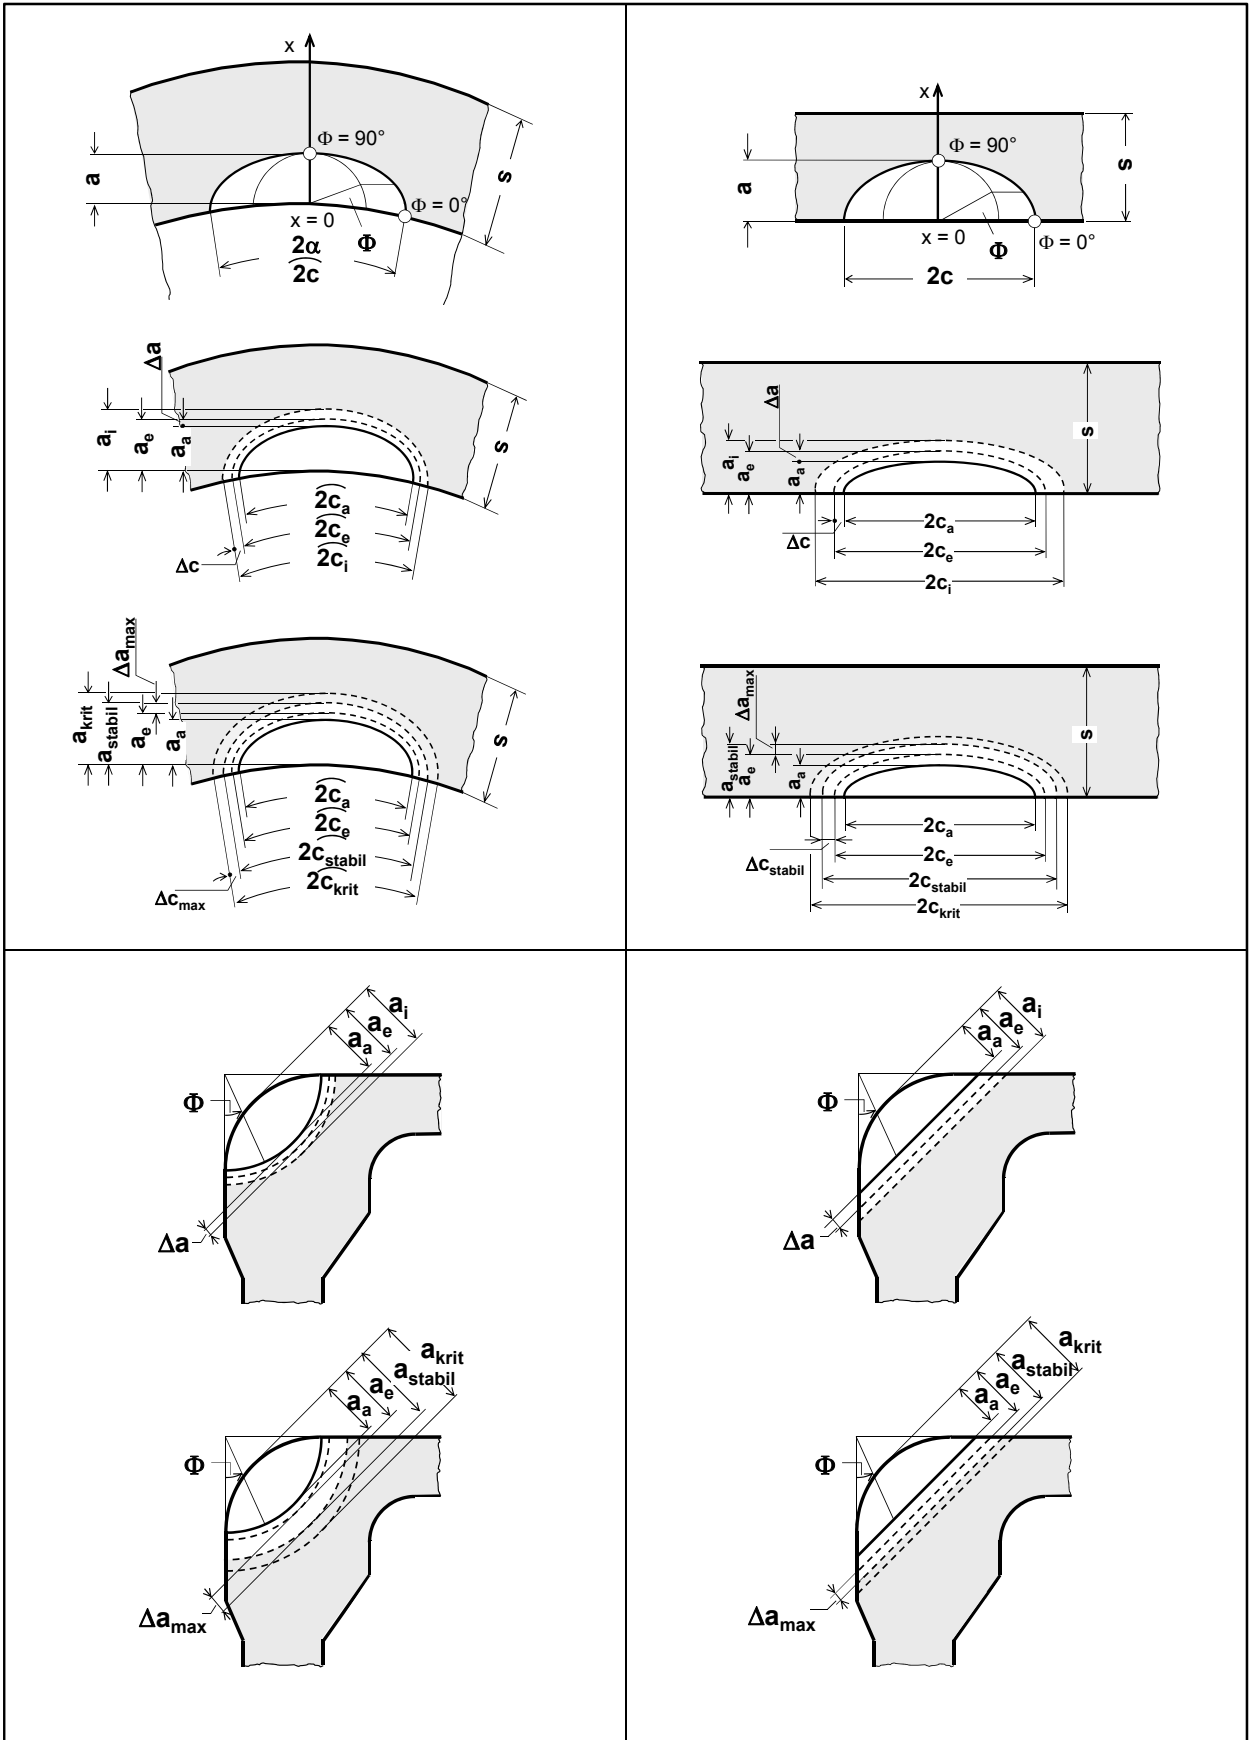 x
Φ = 90°
a
s
x = 0
Φ = 0°
Φ
2α
2c
Δa
a_i
a_e
a_a
s
2c_a
2c_e
2c_i
Δc
Δa_max
a_krit
a_stabil
a_e
a_a
s
2c_a
2c_e
2c_stabil
2c_krit
Δc_max
x
Φ = 90°
a
s
x = 0
Φ
Φ = 0°
2c
Δa
a_i
a_e
a_a
s
2c_a
Δc
2c_e
2c_i
Δa_max
a_stabil
a_e
a_a
s
2c_a
Δc_stabil
2c_e
2c_stabil
2c_krit
a_i
a_e
a_a
Φ
Δa
a_krit
a_stabil
a_e
a_a
Φ
Δa_max
a_i
a_e
a_a
Φ
Δa
a_krit
a_stabil
a_e
a_a
Φ
Δa_max